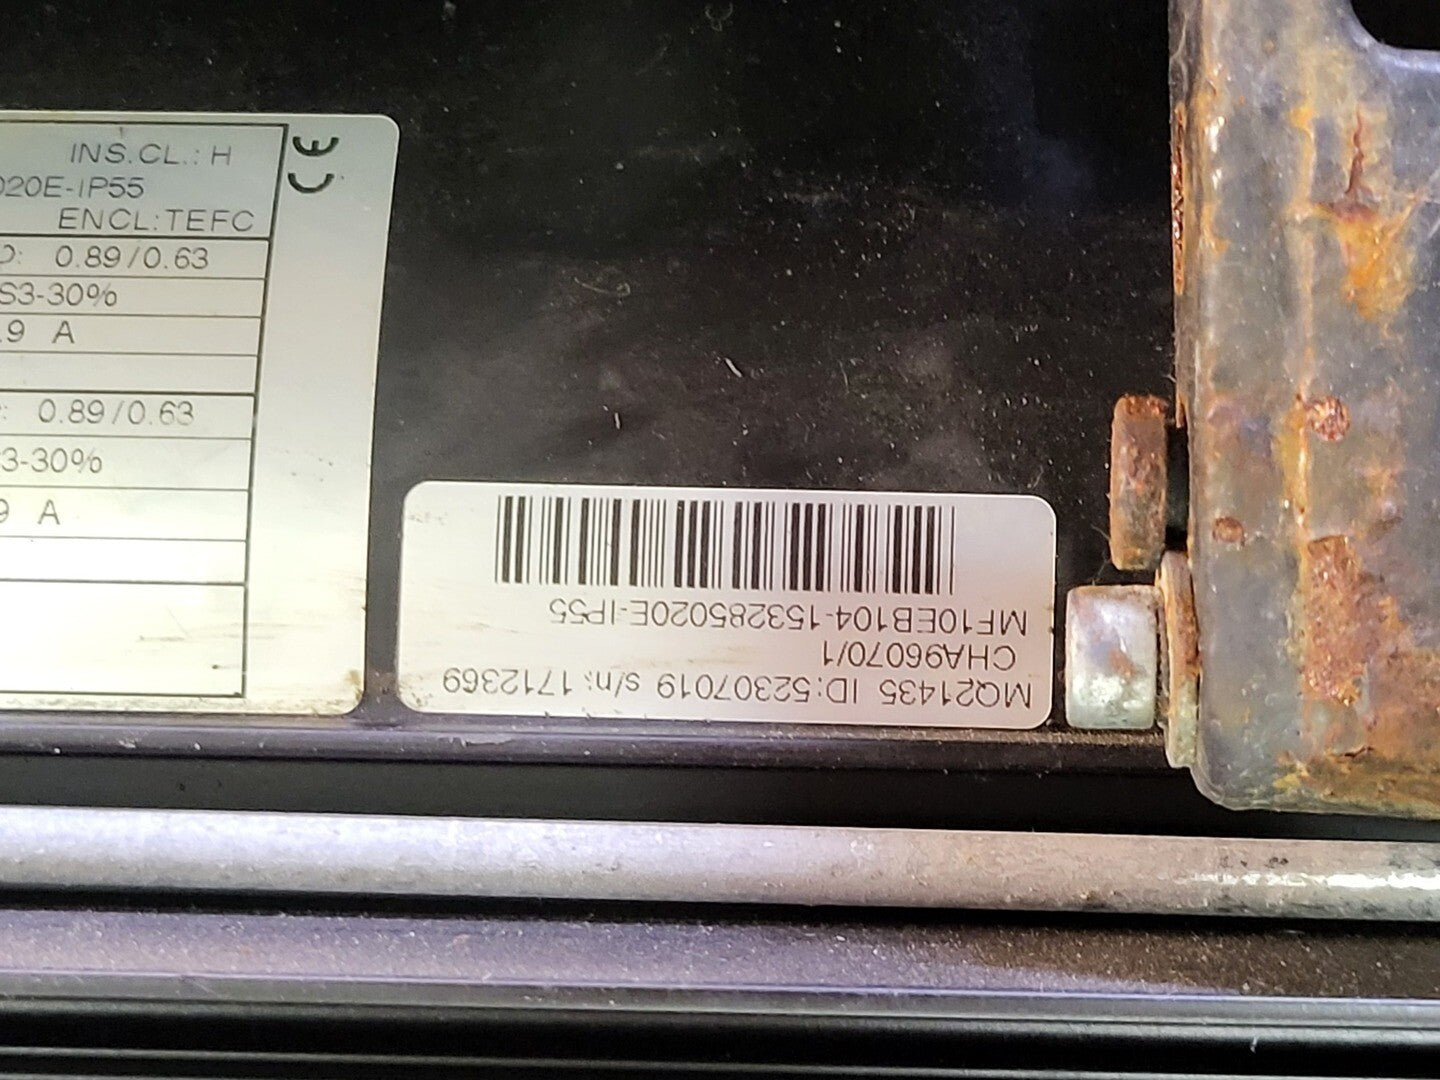 INS.CL.: H
020E-IP55
ENCL:TEFC
0.89/0.63
S3-30%
.9 A
0.89/0.63
3-30%
9 A
CE
MQ21435 ID:52307019 s/n: 1712369
CHA96070/1
MF10EB104-153285020E-IP55